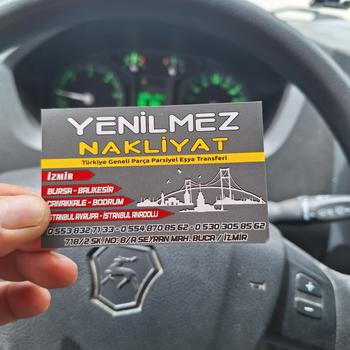 YENİLMEZ
NAKLİYAT
Türkiye Geneli Parça Parsiyel Eşya Transferi
İZMİR
BURSA - BALIKESİR
ÇANAKKALE - BODRUM
İSTANBUL AVRUPA - İSTANBUL ANADOLU
0 553 832 71 33 - 0 554 870 85 62 - 0 530 305 85 62
718/2 SK. NO: 8/A SEYRAN MAH. BUCA / İZMİR